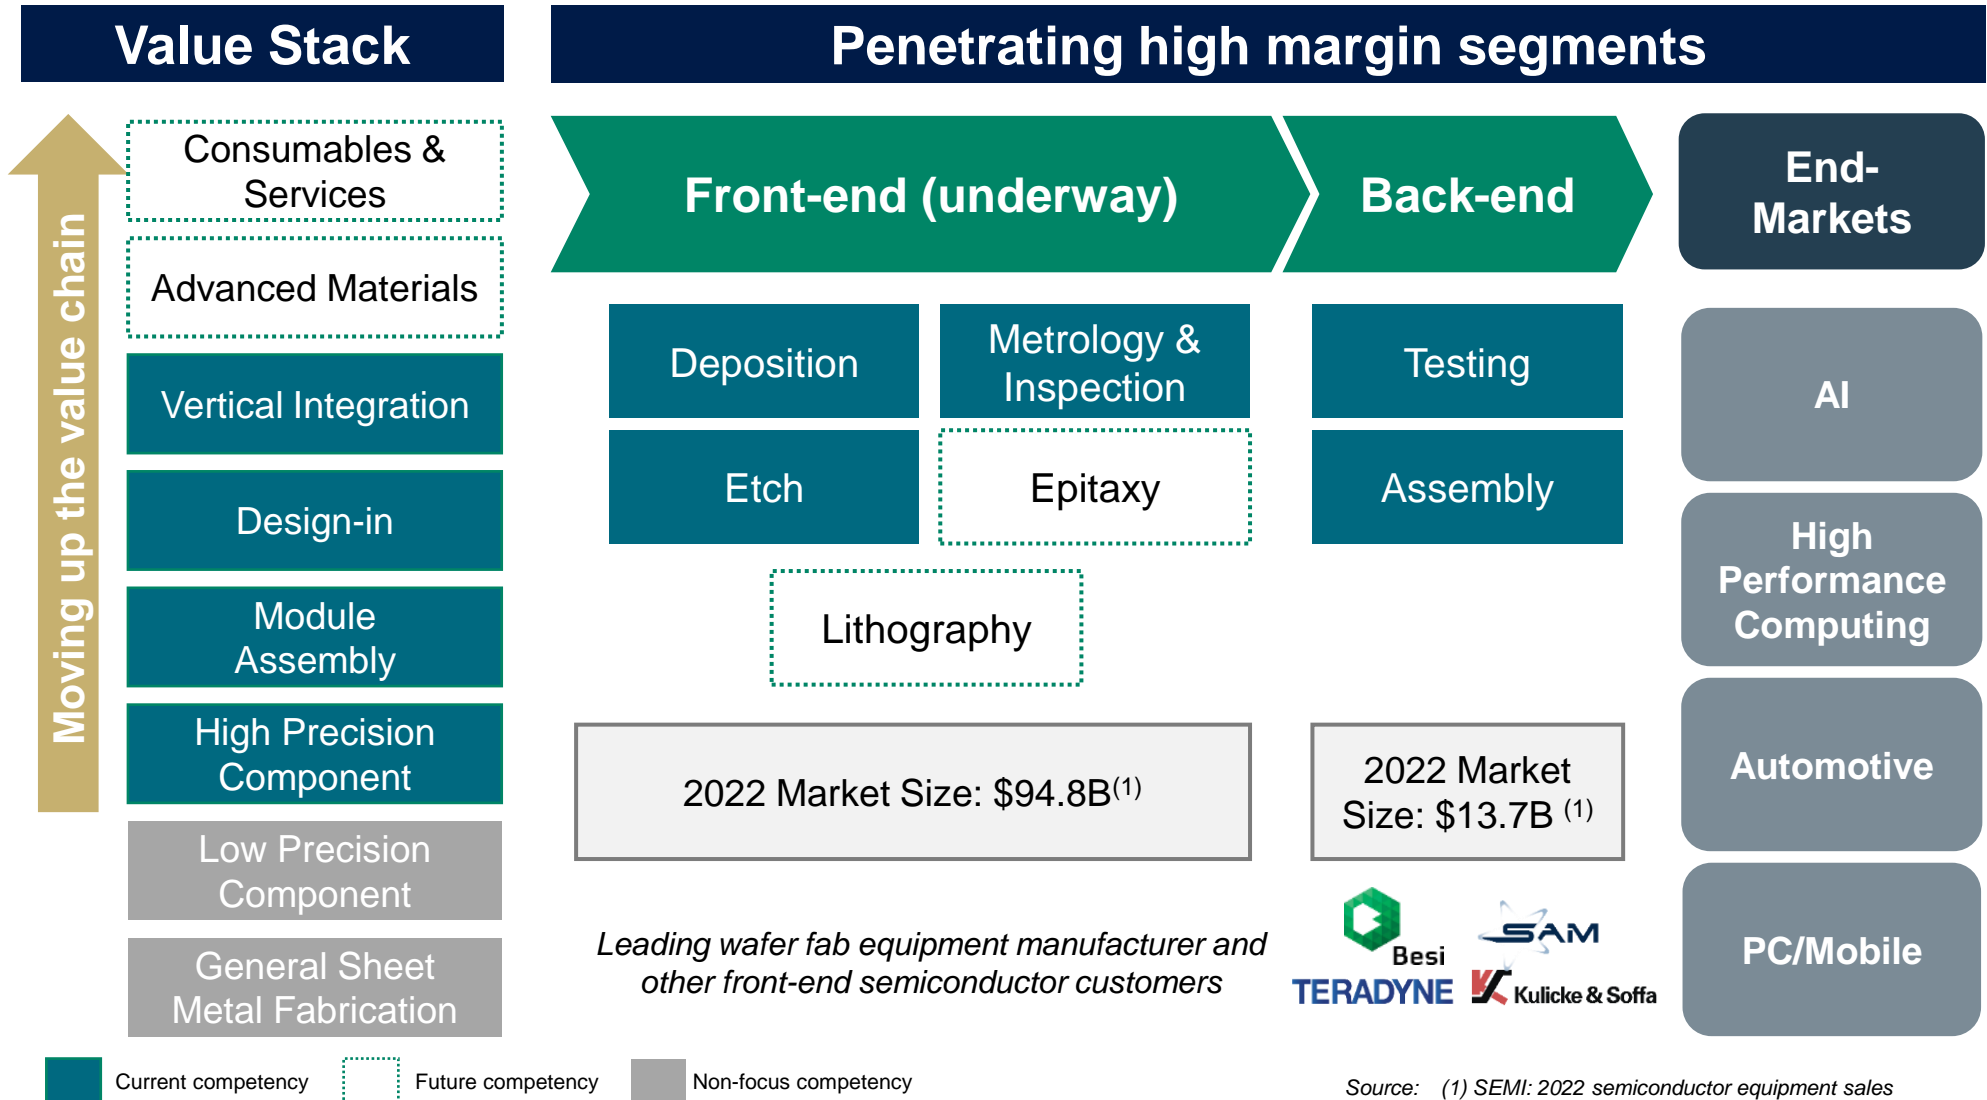 Value Stack
Penetrating high margin segments
Moving up the value chain
Consumables &
Services
Advanced Materials
Vertical Integration
Design-in
Module
Assembly
High Precision
Component
Low Precision
Component
General Sheet
Metal Fabrication
Front-end (underway)
Back-end
End-
Markets
Deposition
Metrology &
Inspection
Testing
Etch
Epitaxy
Assembly
Lithography
2022 Market Size: $94.8B(1)
2022 Market
Size: $13.7B (1)
Leading wafer fab equipment manufacturer and
other front-end semiconductor customers
Besi
SAM
TERADYNE
Kulicke & Soffa
AI
High
Performance
Computing
Automotive
PC/Mobile
Current competency
Future competency
Non-focus competency
Source: (1) SEMI: 2022 semiconductor equipment sales